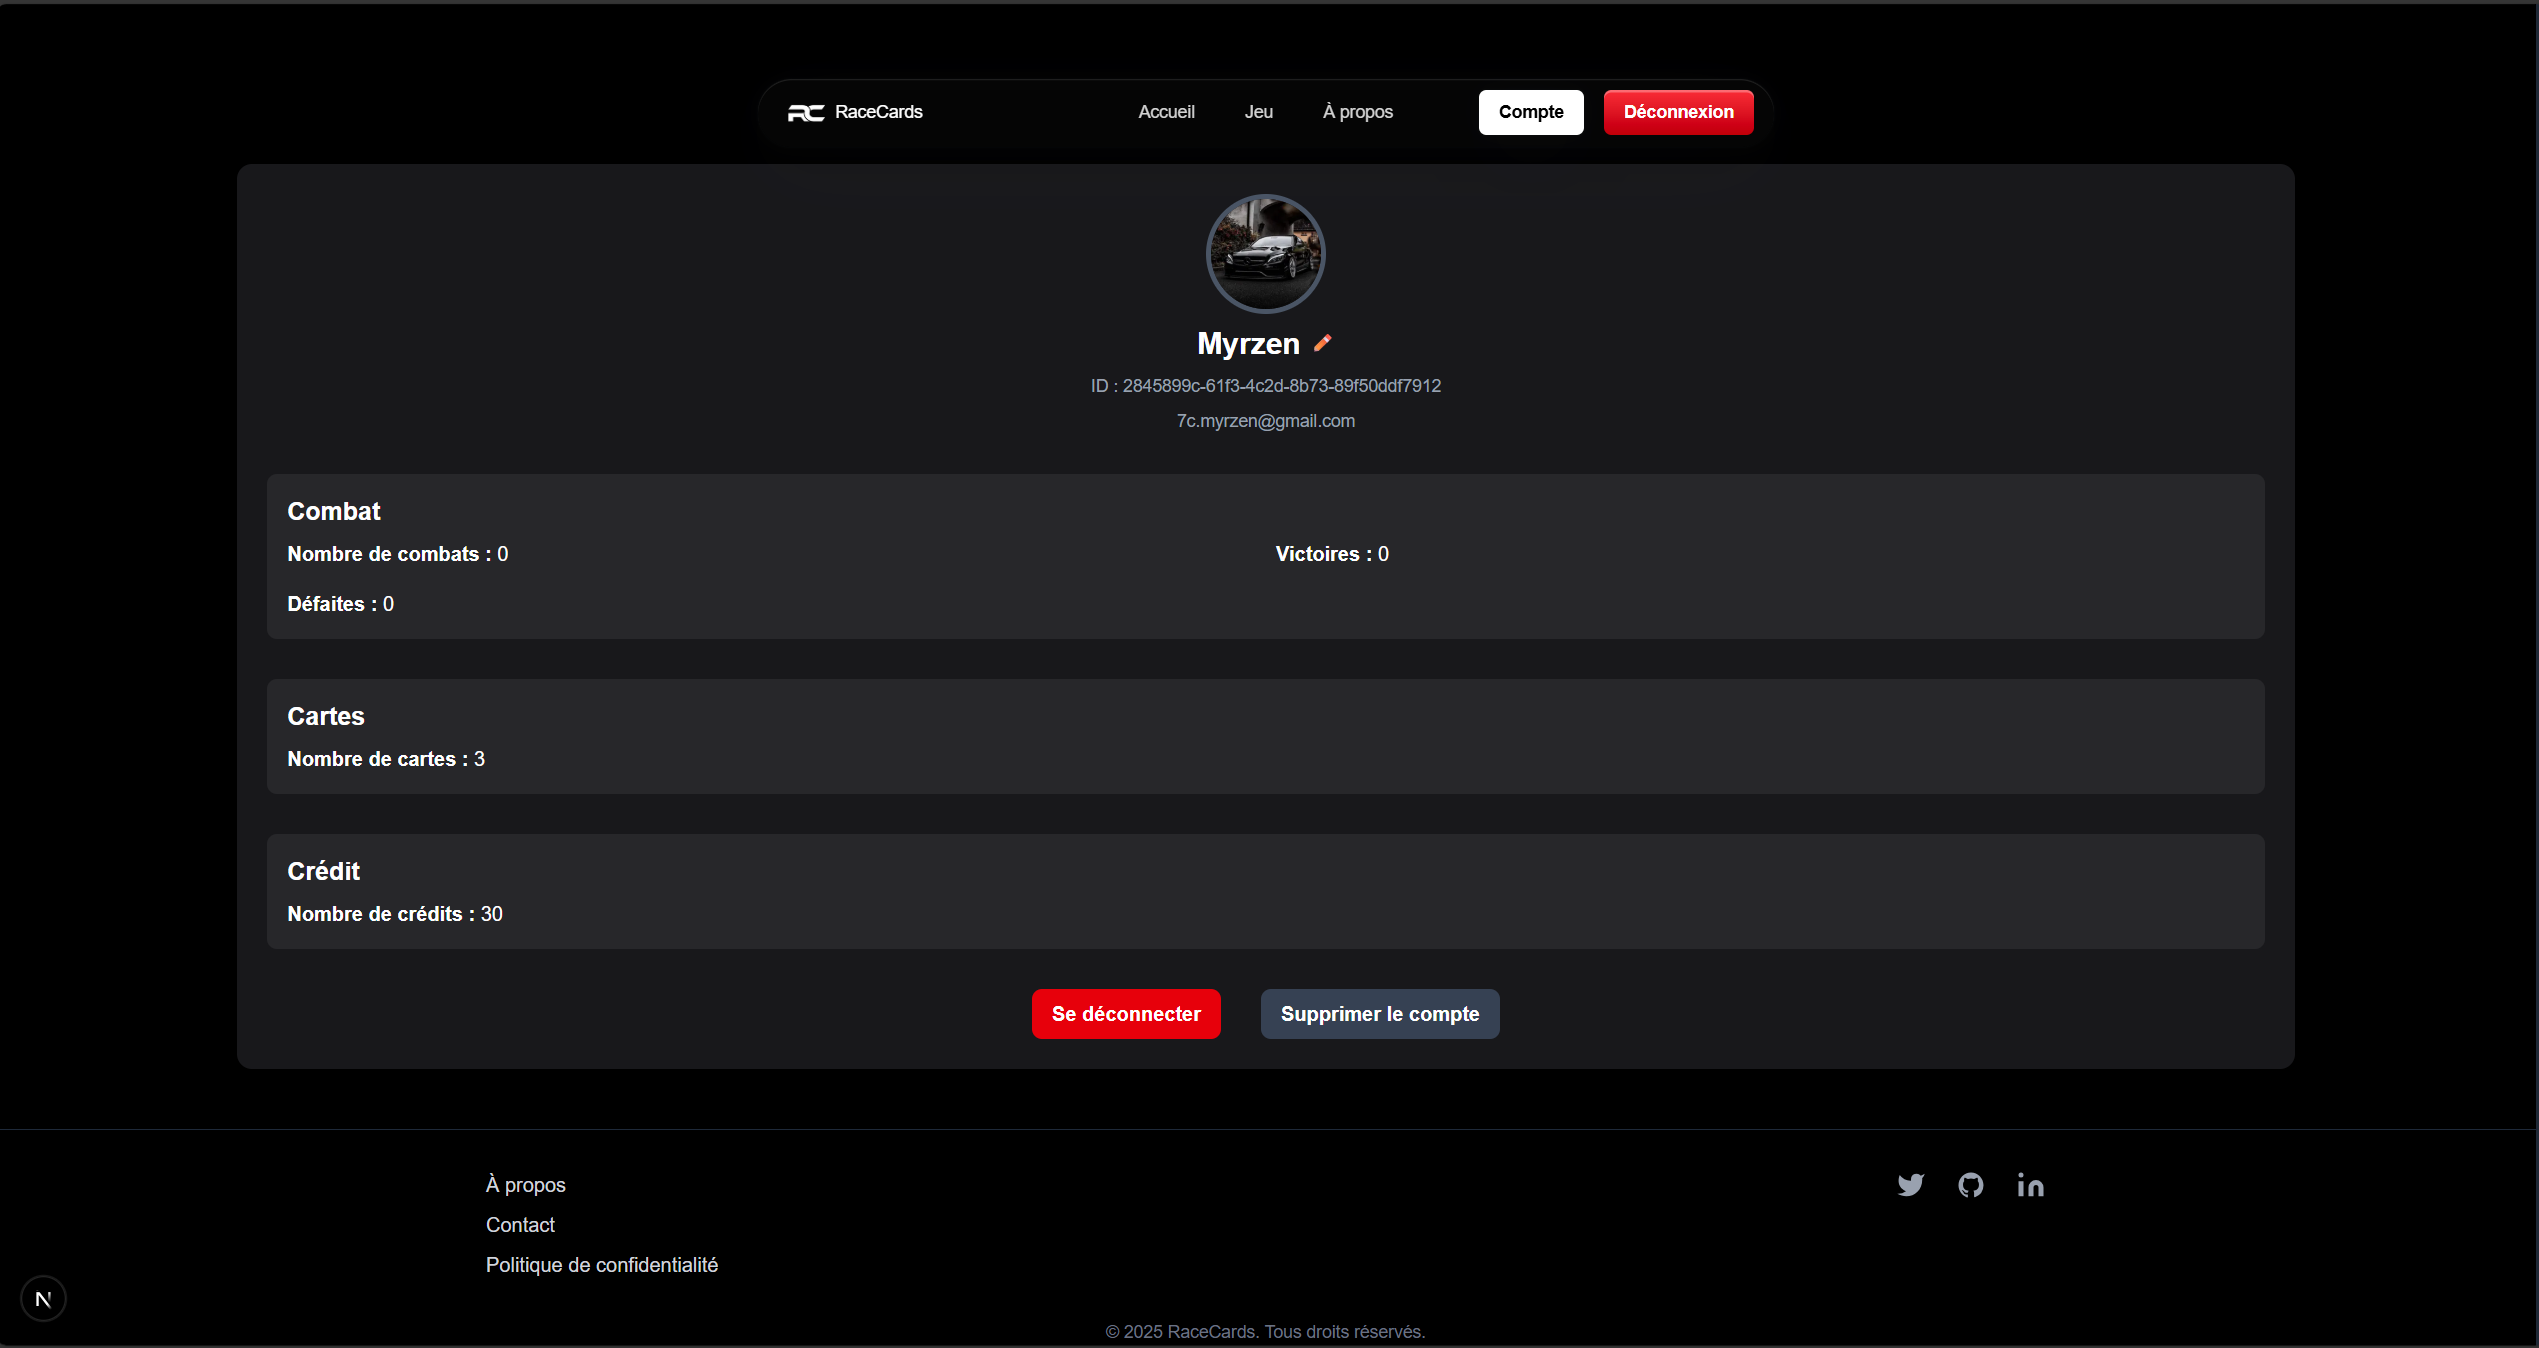 RC RaceCards Accueil Jeu À propos Compte Déconnexion
Myrzen
ID : 2845899c-61f3-4c2d-8b73-89f50ddf7912
7c.myrzen@gmail.com
Combat
Nombre de combats : 0 Victoires : 0
Défaites : 0
Cartes
Nombre de cartes : 3
Crédit
Nombre de crédits : 30
Se déconnecter Supprimer le compte
À propos
Contact
Politique de confidentialité
N
© 2025 RaceCards. Tous droits réservés.